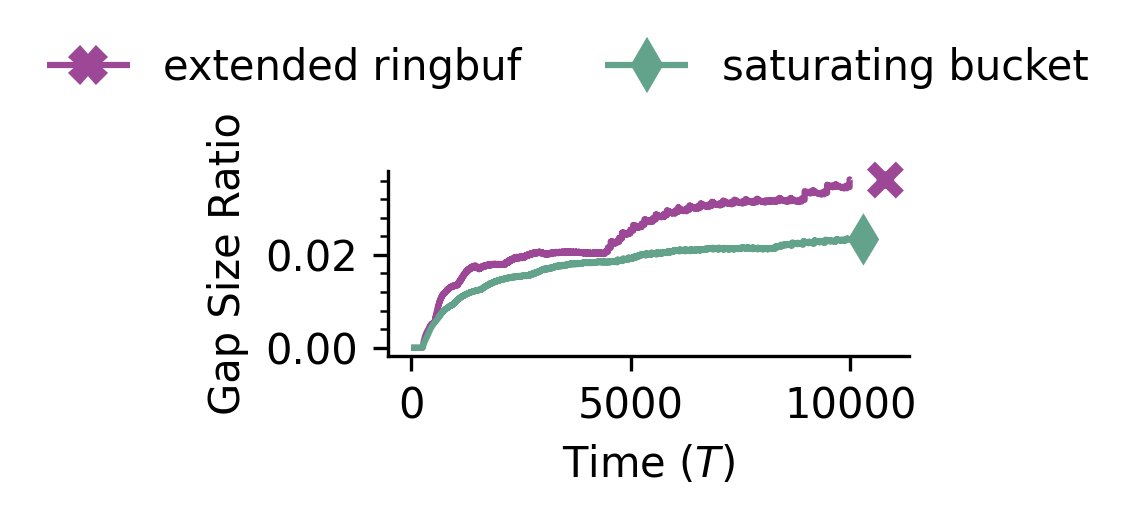 extended ringbuf
saturating bucket
Gap Size Ratio
0.02
0.00
0
5000
10000
Time (T)